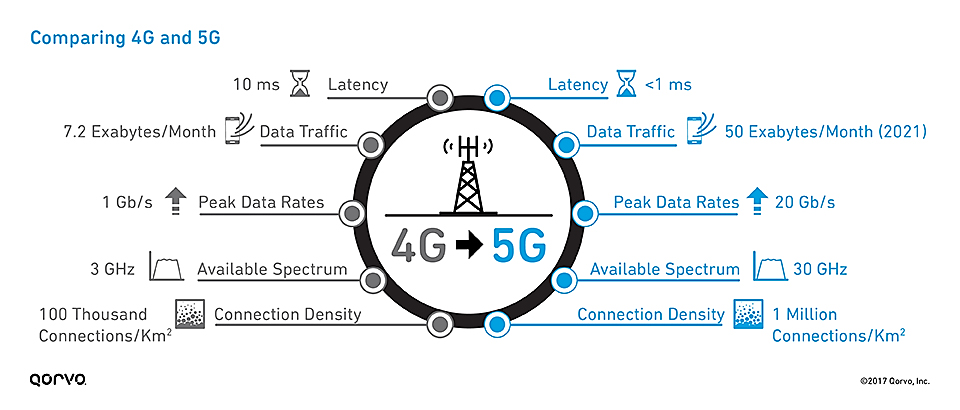 Comparing 4G and 5G
10 ms Latency
Latency <1 ms
7.2 Exabytes/Month Data Traffic
Data Traffic 50 Exabytes/Month (2021)
1 Gb/s Peak Data Rates
Peak Data Rates 20 Gb/s
4G 5G
3 GHz Available Spectrum
Available Spectrum 30 GHz
100 Thousand
Connections/Km²
Connection Density
Connection Density
1 Million
Connections/Km²
QORVO
©2017 Qorvo, Inc.